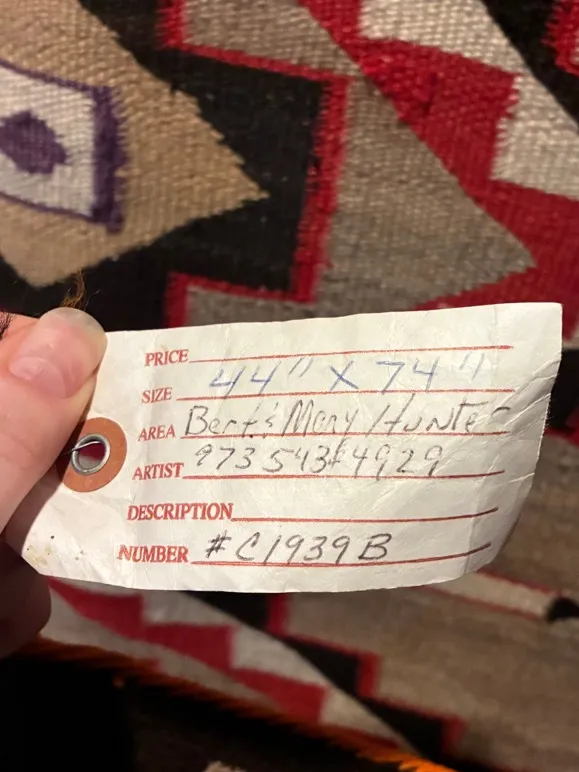 PRICE
SIZE 44" X 74"
AREA Bert & Mary Hunter
ARTIST 973 543 4929
DESCRIPTION
NUMBER #C1939B